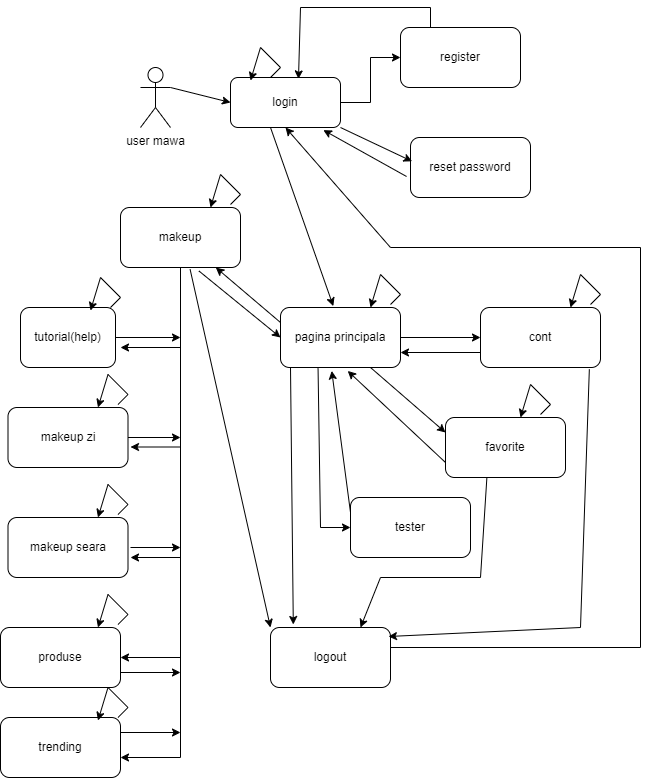 register
login
user mawa
reset password
makeup
tutorial(help)
pagina principala
cont
makeup zi
favorite
tester
makeup seara
produse
logout
trending